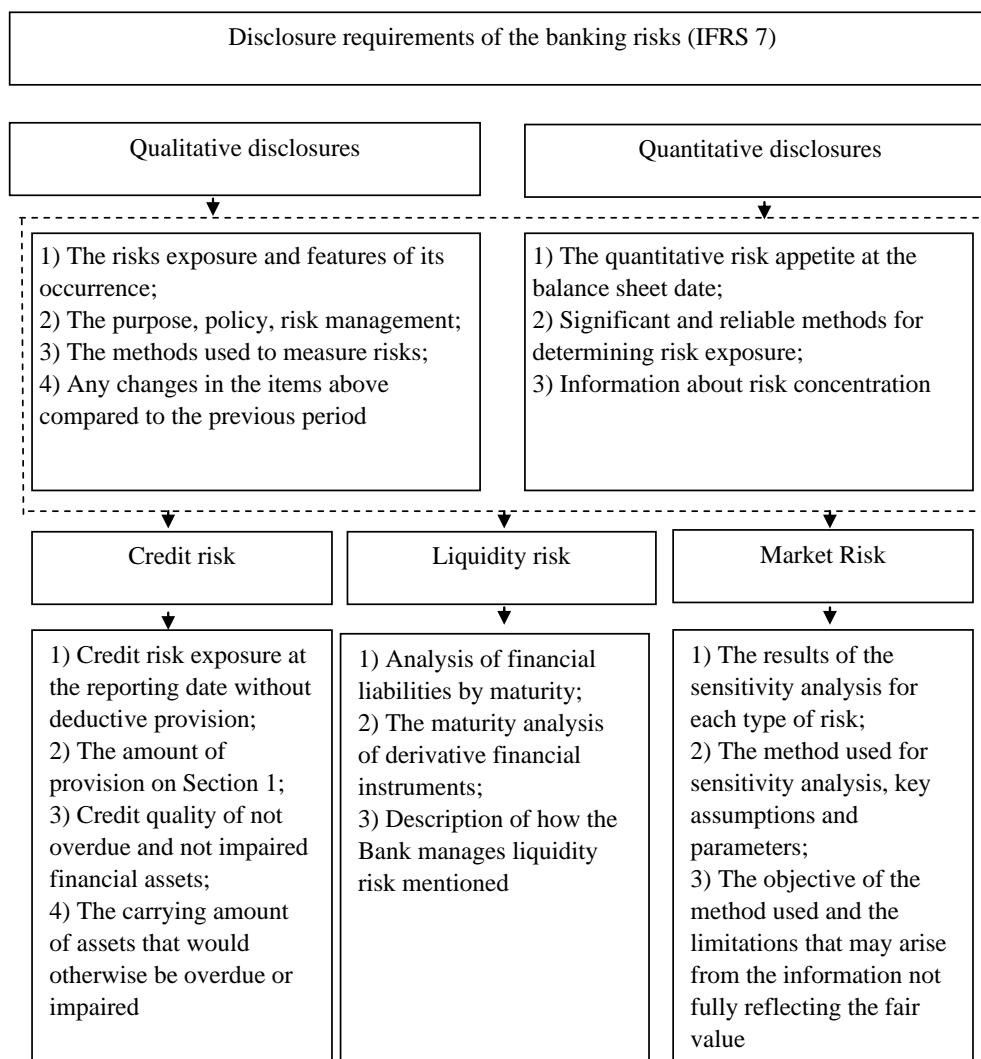 Disclosure requirements of the banking risks (IFRS 7)
Qualitative disclosures
Quantitative disclosures
1) The risks exposure and features of its
occurrence;
2) The purpose, policy, risk management;
3) The methods used to measure risks;
4) Any changes in the items above
compared to the previous period
1) The quantitative risk appetite at the
balance sheet date;
2) Significant and reliable methods for
determining risk exposure;
3) Information about risk concentration
Credit risk
Liquidity risk
Market Risk
1) Credit risk exposure at
the reporting date without
deductive provision;
2) The amount of
provision on Section 1;
3) Credit quality of not
overdue and not impaired
financial assets;
4) The carrying amount
of assets that would
otherwise be overdue or
impaired
1) Analysis of financial
liabilities by maturity;
2) The maturity analysis
of derivative financial
instruments;
3) Description of how the
Bank manages liquidity
risk mentioned
1) The results of the
sensitivity analysis for
each type of risk;
2) The method used for
sensitivity analysis, key
assumptions and
parameters;
3) The objective of the
method used and the
limitations that may arise
from the information not
fully reflecting the fair
value